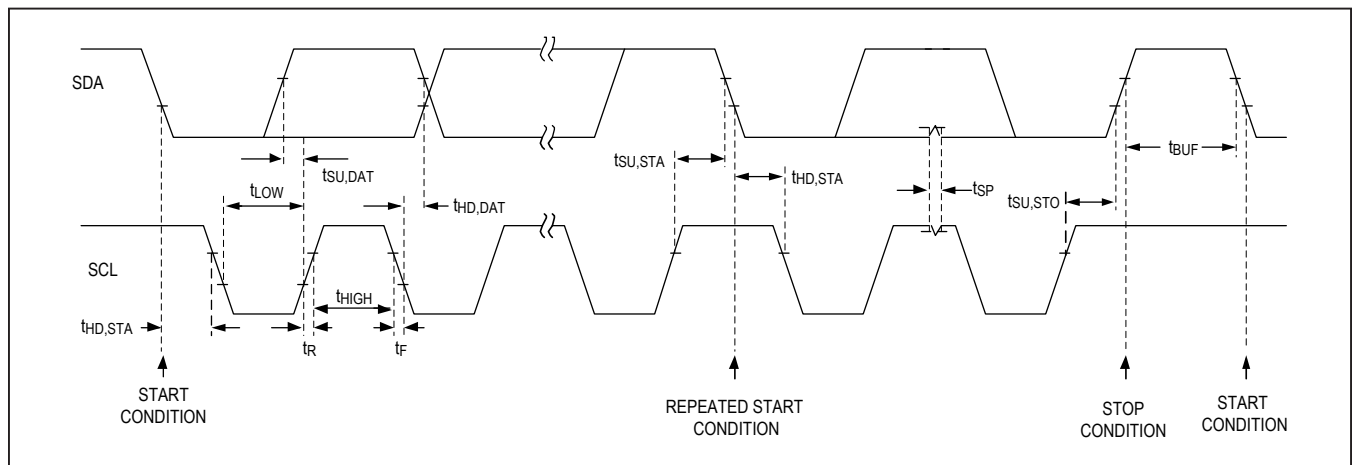 SDA
tSU,DAT
tLOW
tHD,DAT
tSU,STA
tHD,STA
tSP
tSU,STO
tBUF
SCL
tHIGH
tHD,STA
tR
tF
START
CONDITION
REPEATED START
CONDITION
STOP
CONDITION
START
CONDITION